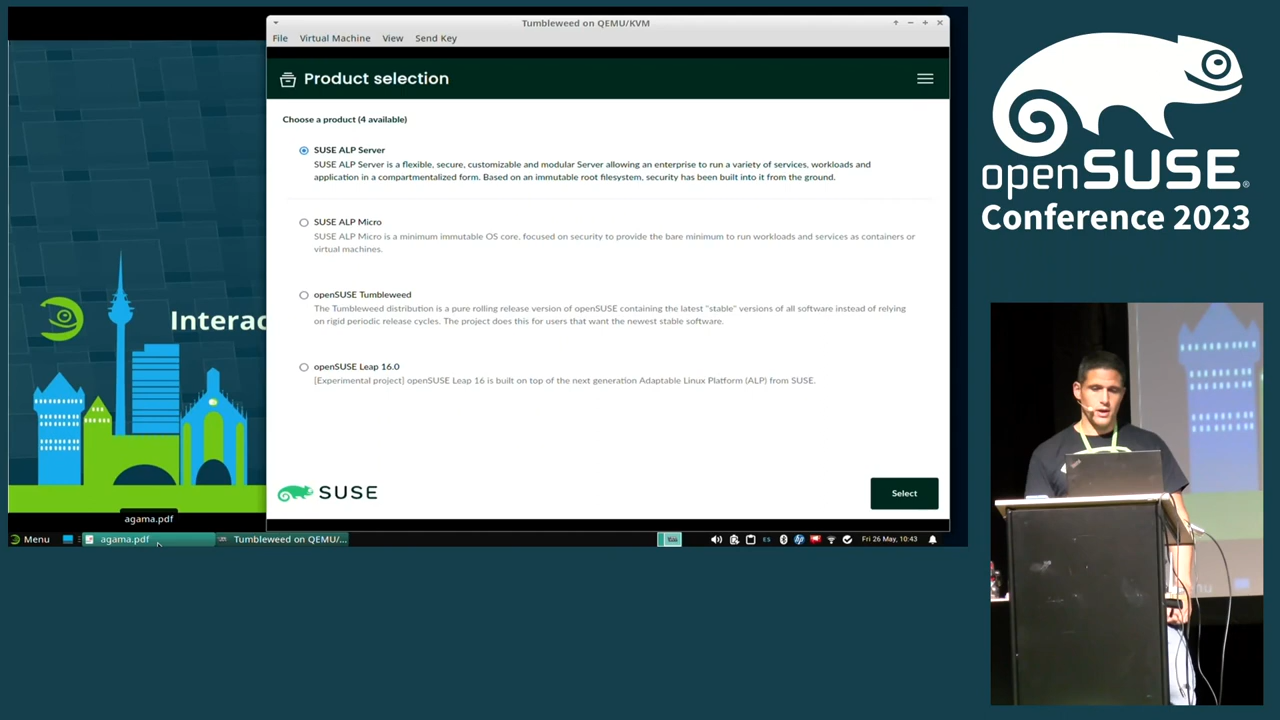 Tumbleweed on QEMU/KVM
File Virtual Machine View Send Key
Product selection
Choose a product (4 available)
SUSE ALP Server
SUSE ALP Server is a flexible, secure, customizable and modular Server allowing an enterprise to run a variety of services, workloads and
application in a compartmentalized form. Based on an immutable root filesystem, security has been built into it from the ground.
SUSE ALP Micro
SUSE ALP Micro is a minimum immutable OS core, focused on security to provide the bare minimum to run workloads and services as containers or
virtual machines.
openSUSE Tumbleweed
The Tumbleweed distribution is a pure rolling release version of openSUSE containing the latest "stable" versions of all software instead of relying
on rigid periodic release cycles. The project does this for users that want the newest stable software.
openSUSE Leap 16.0
[Experimental project] openSUSE Leap 16 is built on top of the next generation Adaptable Linux Platform (ALP) from SUSE.
SUSE
Select
Interac
agama.pdf
Menu agama.pdf Tumbleweed on QEMU/... ES Fri 26 May, 10:43
openSUSE®
Conference 2023